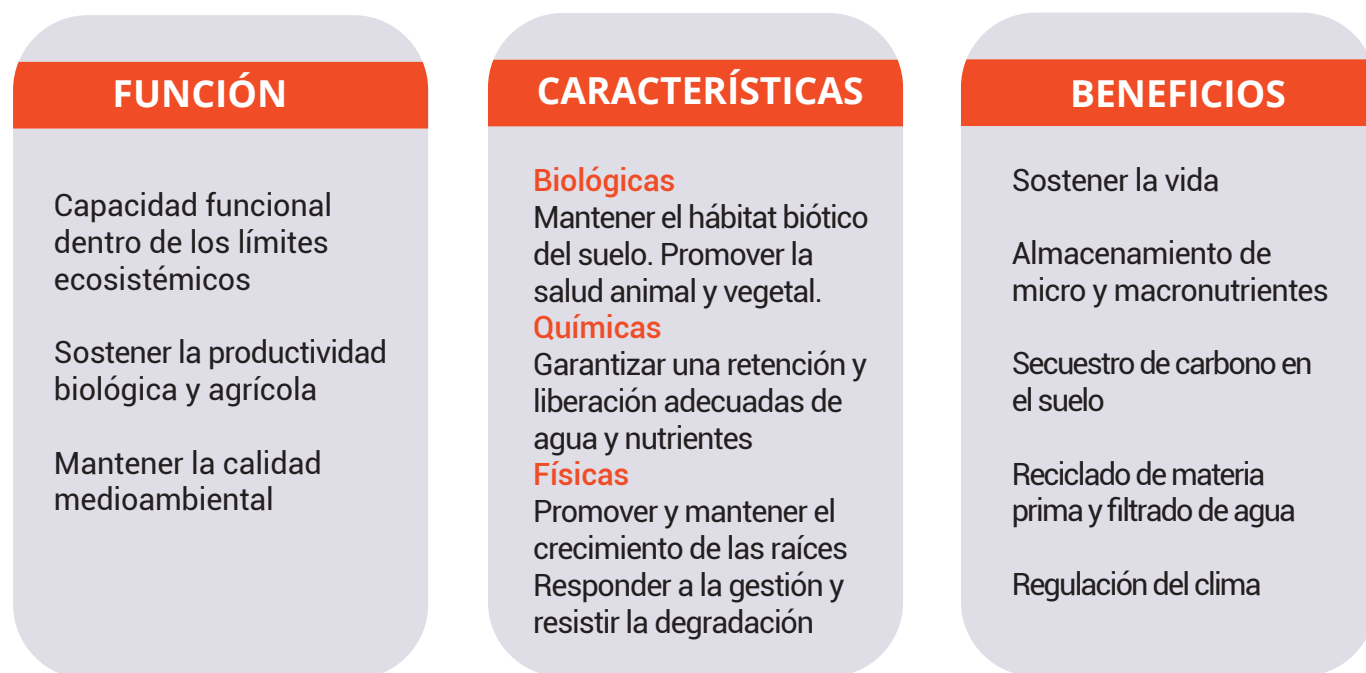 FUNCIÓN
Capacidad funcional
dentro de los límites
ecosistémicos
Sostener la productividad
biológica y agrícola
Mantener la calidad
medioambiental
CARACTERÍSTICAS
Biológicas
Mantener el hábitat biótico
del suelo. Promover la
salud animal y vegetal.
Químicas
Garantizar una retención y
liberación adecuadas de
agua y nutrientes
Físicas
Promover y mantener el
crecimiento de las raíces
Responder a la gestión y
resistir la degradación
BENEFICIOS
Sostener la vida
Almacenamiento de
micro y macronutrientes
Secuestro de carbono en
el suelo
Reciclado de materia
prima y filtrado de agua
Regulación del clima